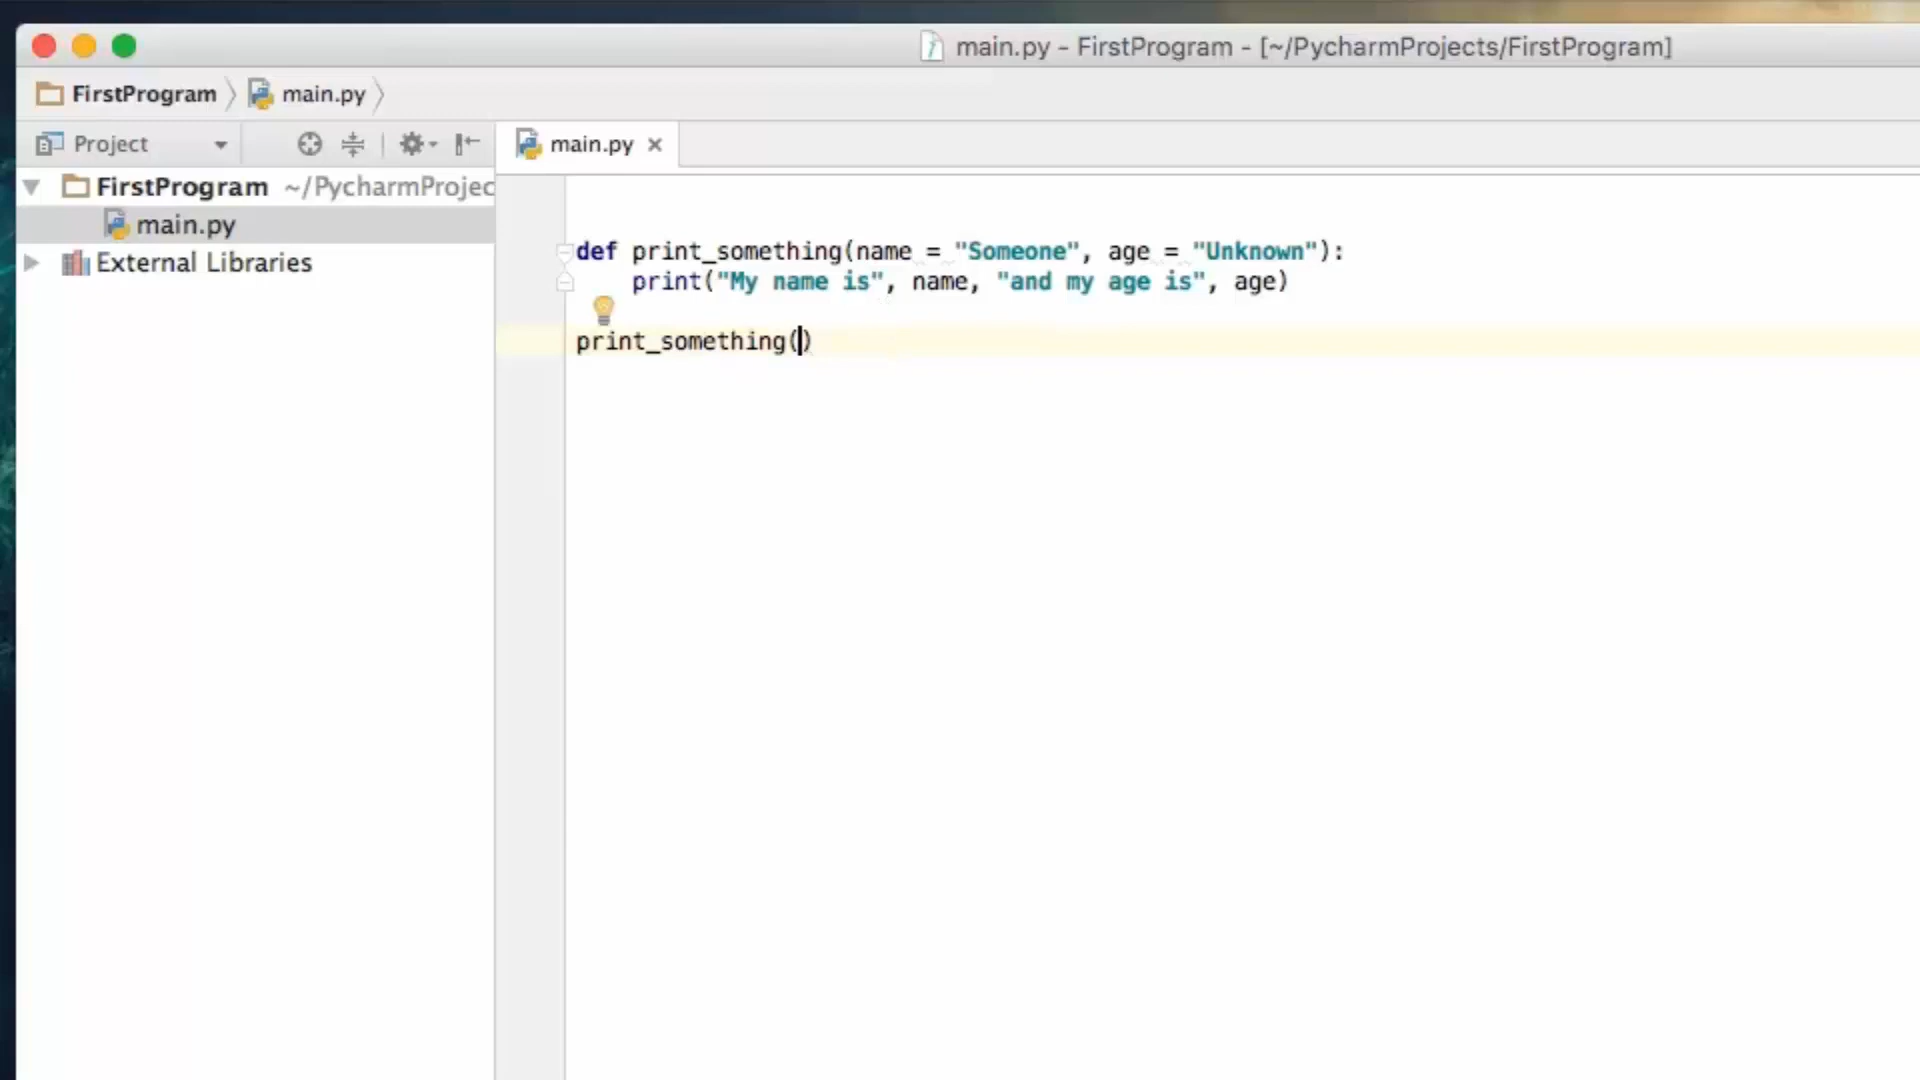 main.py - FirstProgram - [~/PycharmProjects/FirstProgram]
FirstProgram main.py
Project
main.py
FirstProgram ~/PycharmProjec
main.py
External Libraries
def print_something(name = "Someone", age = "Unknown"):
print("My name is", name, "and my age is", age)
print_something()